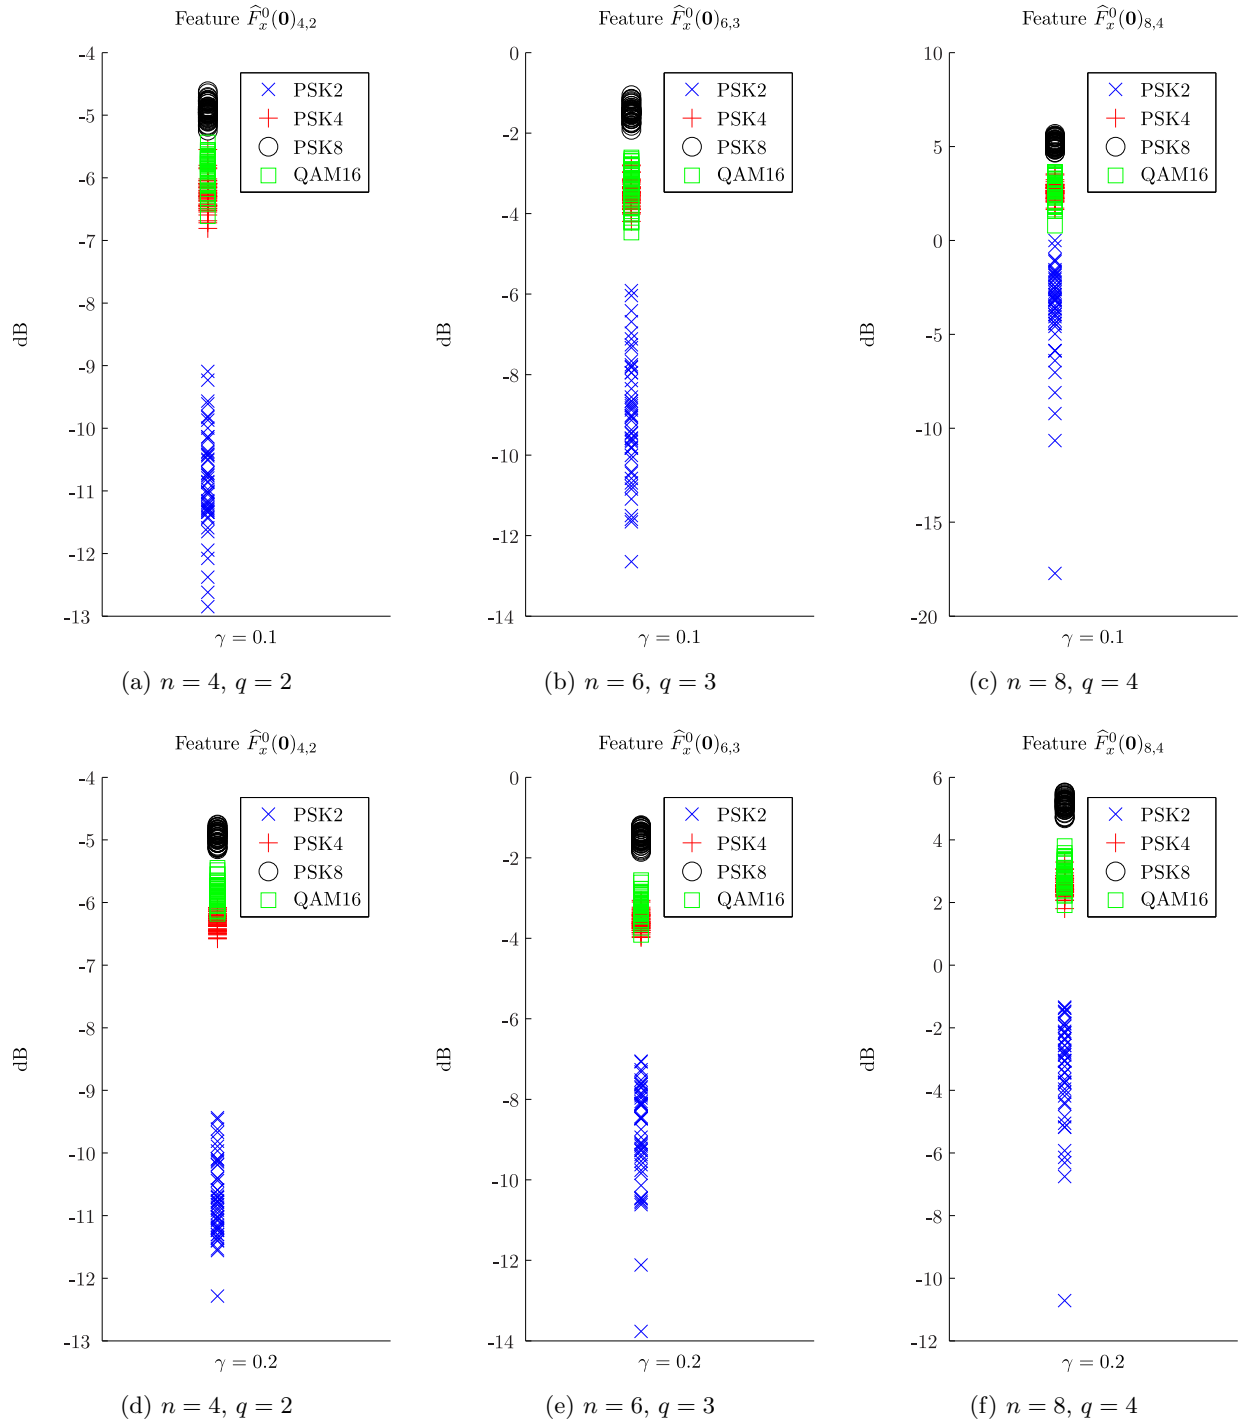 Feature F̂ₓ⁰(𝟎)₄,₂
-4
-5
-6
-7
-8
-9
-10
-11
-12
-13
dB
PSK2
PSK4
PSK8
QAM16
γ = 0.1
(a) n = 4, q = 2
Feature F̂ₓ⁰(𝟎)₆,₃
0
-2
-4
-6
-8
-10
-12
-14
dB
PSK2
PSK4
PSK8
QAM16
γ = 0.1
(b) n = 6, q = 3
Feature F̂ₓ⁰(𝟎)₈,₄
10
5
0
-5
-10
-15
-20
dB
PSK2
PSK4
PSK8
QAM16
γ = 0.1
(c) n = 8, q = 4
Feature F̂ₓ⁰(𝟎)₄,₂
-4
-5
-6
-7
-8
-9
-10
-11
-12
-13
dB
PSK2
PSK4
PSK8
QAM16
γ = 0.2
(d) n = 4, q = 2
Feature F̂ₓ⁰(𝟎)₆,₃
0
-2
-4
-6
-8
-10
-12
-14
dB
PSK2
PSK4
PSK8
QAM16
γ = 0.2
(e) n = 6, q = 3
Feature F̂ₓ⁰(𝟎)₈,₄
6
4
2
0
-2
-4
-6
-8
-10
-12
dB
PSK2
PSK4
PSK8
QAM16
γ = 0.2
(f) n = 8, q = 4